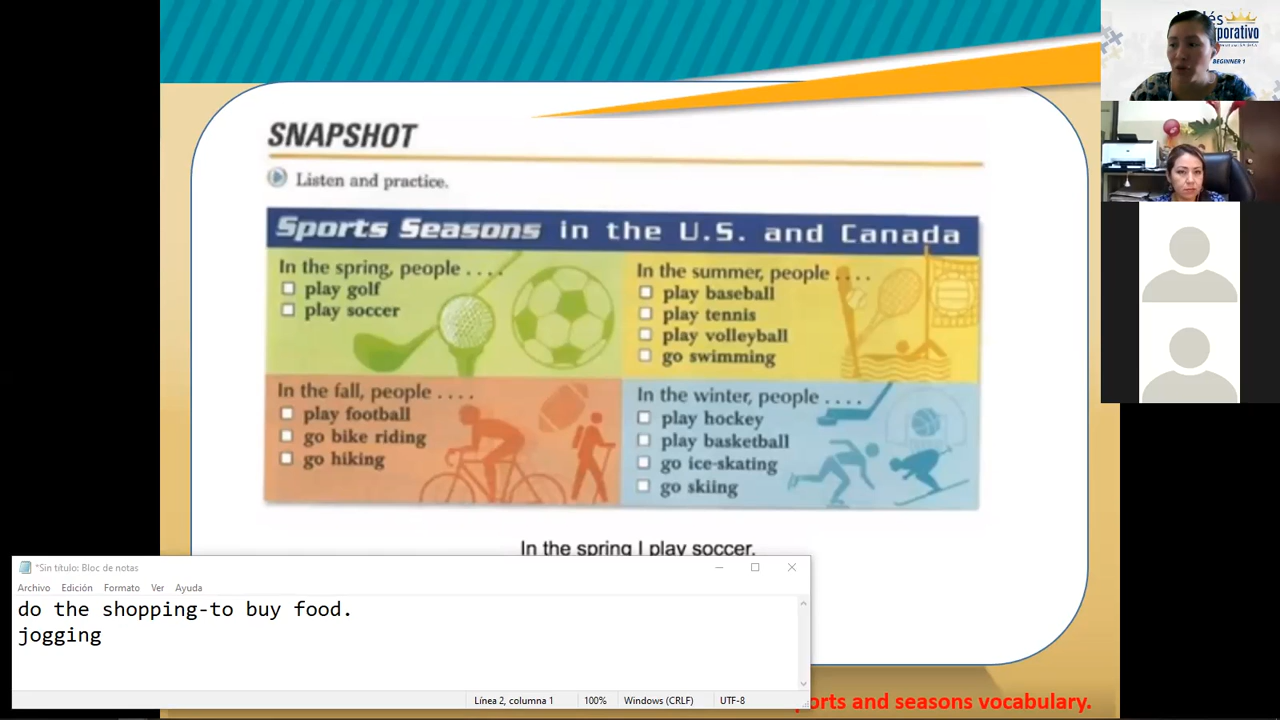 SNAPSHOT
Listen and practice.
Sports Seasons in the U.S. and Canada
In the spring, people . . . .
play golf
play soccer
In the summer, people . . . .
play baseball
play tennis
play volleyball
go swimming
In the fall, people . . . .
play football
go bike riding
go hiking
In the winter, people . . . .
play hockey
play basketball
go ice-skating
go skiing
In the spring I play soccer.
*Sin título: Bloc de notas
Archivo Edición Formato Ver Ayuda
do the shopping-to buy food.
jogging
Línea 2, columna 1 100% Windows (CRLF) UTF-8
and seasons vocabulary.
BEGINNER 1